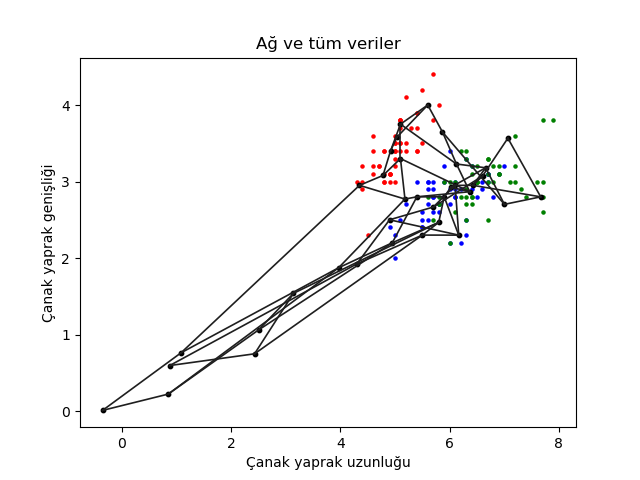 Ağ ve tüm veriler
Çanak yaprak genişliği
4
3
2
1
0
0 2 4 6 8
Çanak yaprak uzunluğu